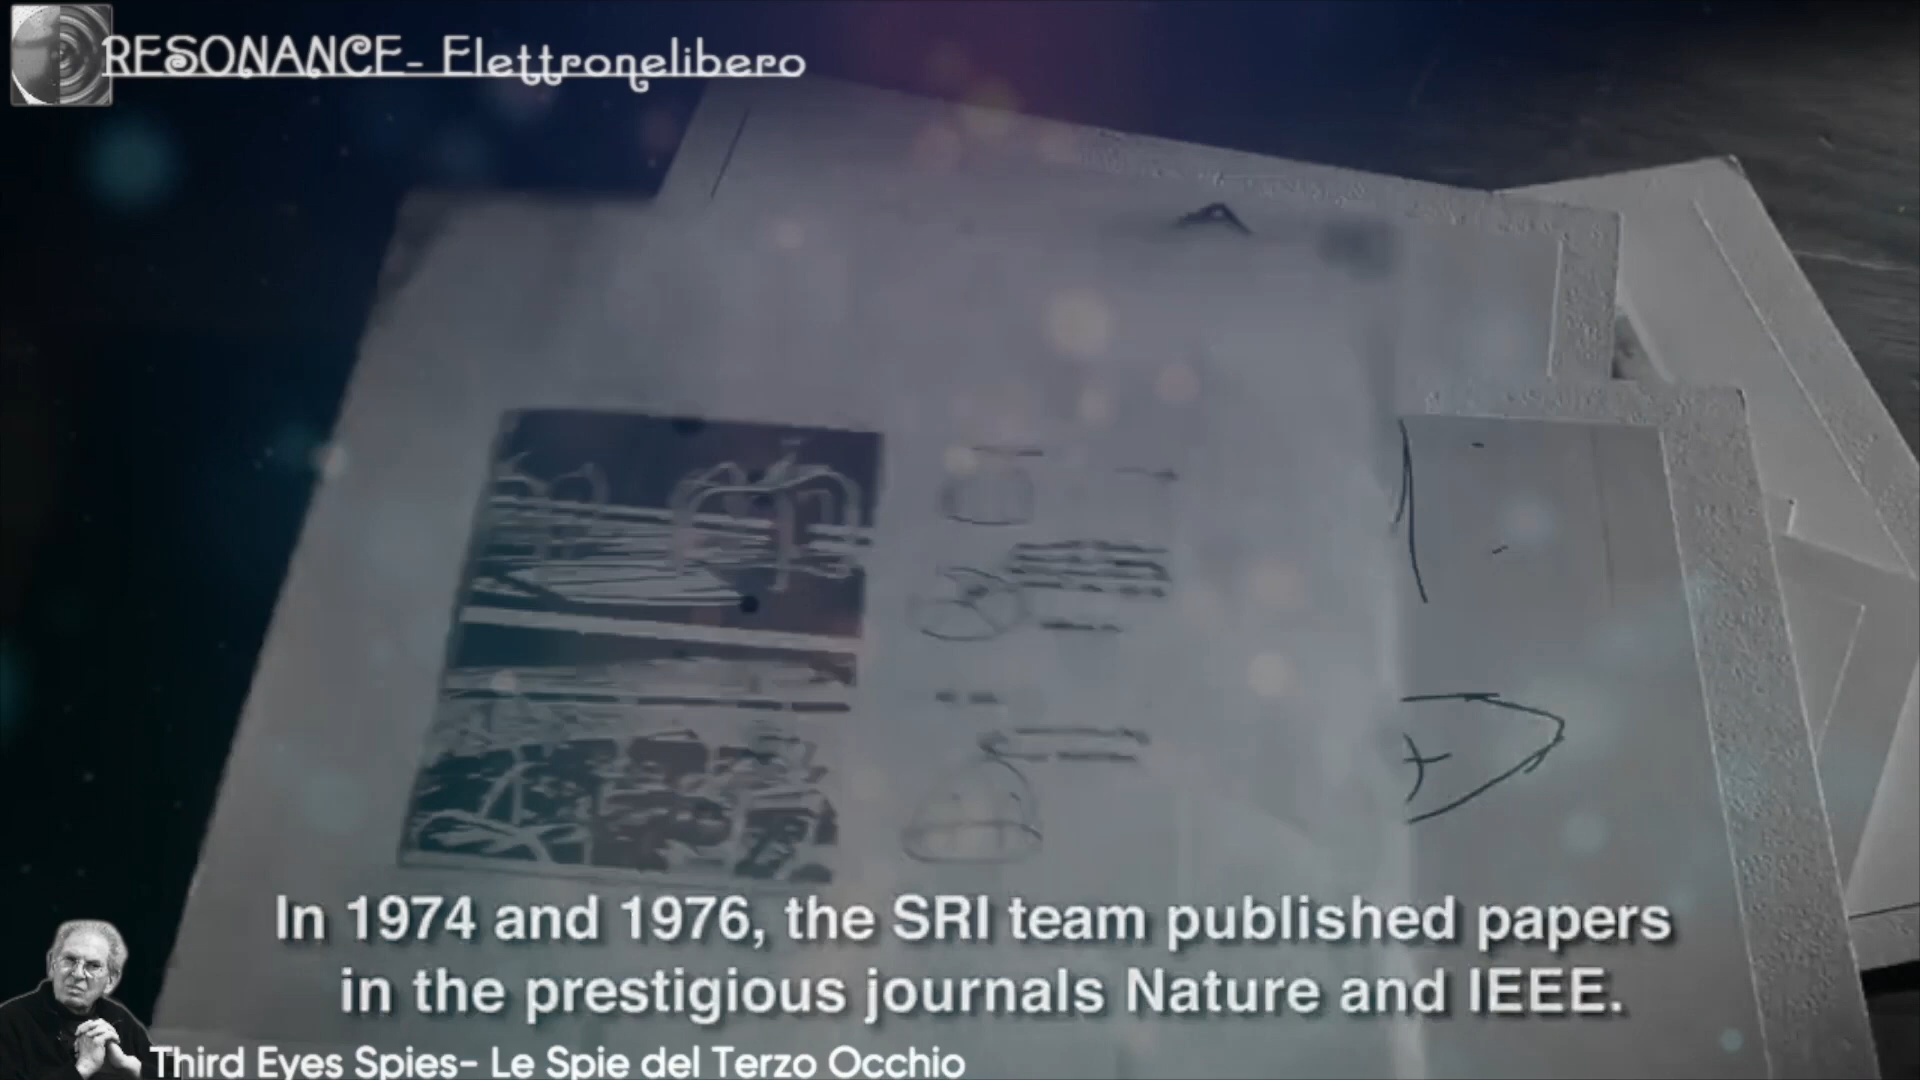 RESONANCE- Elettronelibero
In 1974 and 1976, the SRI team published papers
in the prestigious journals Nature and IEEE.
Third Eyes Spies- Le Spie del Terzo Occhio